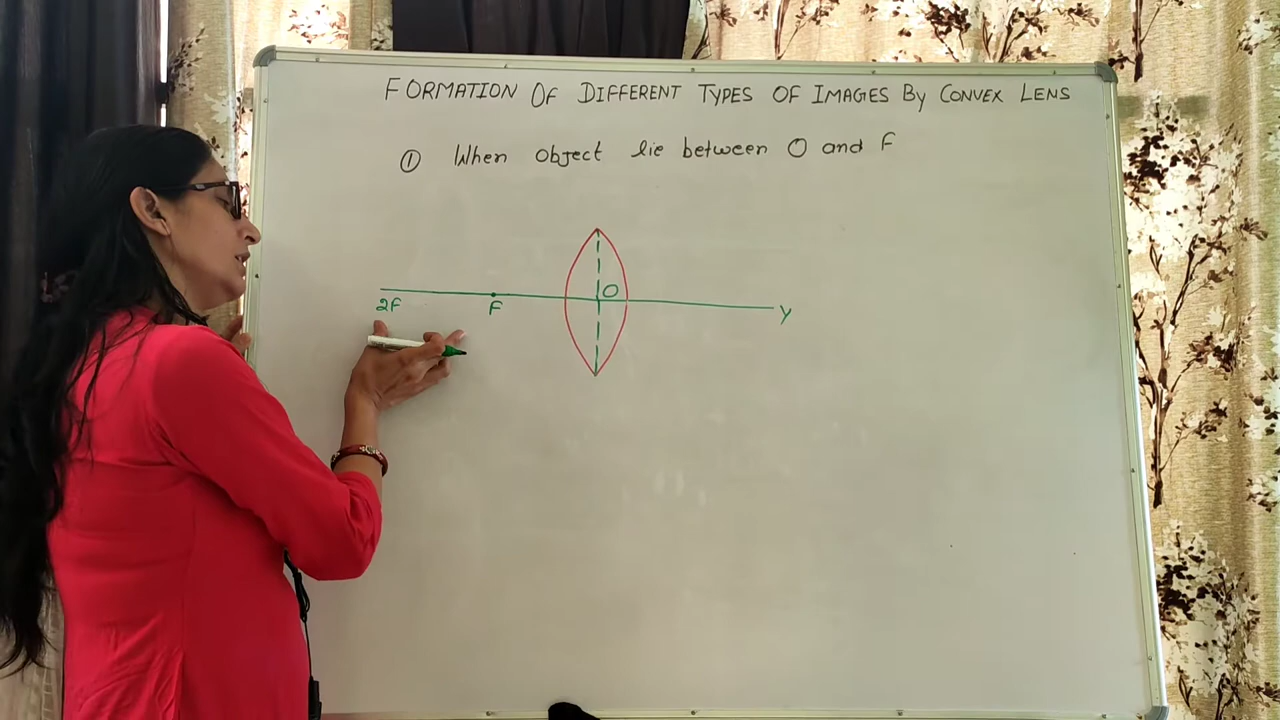 FORMATION OF DIFFERENT TYPES OF IMAGES BY CONVEX LENS
① When object lie between O and F
O
2F F Y